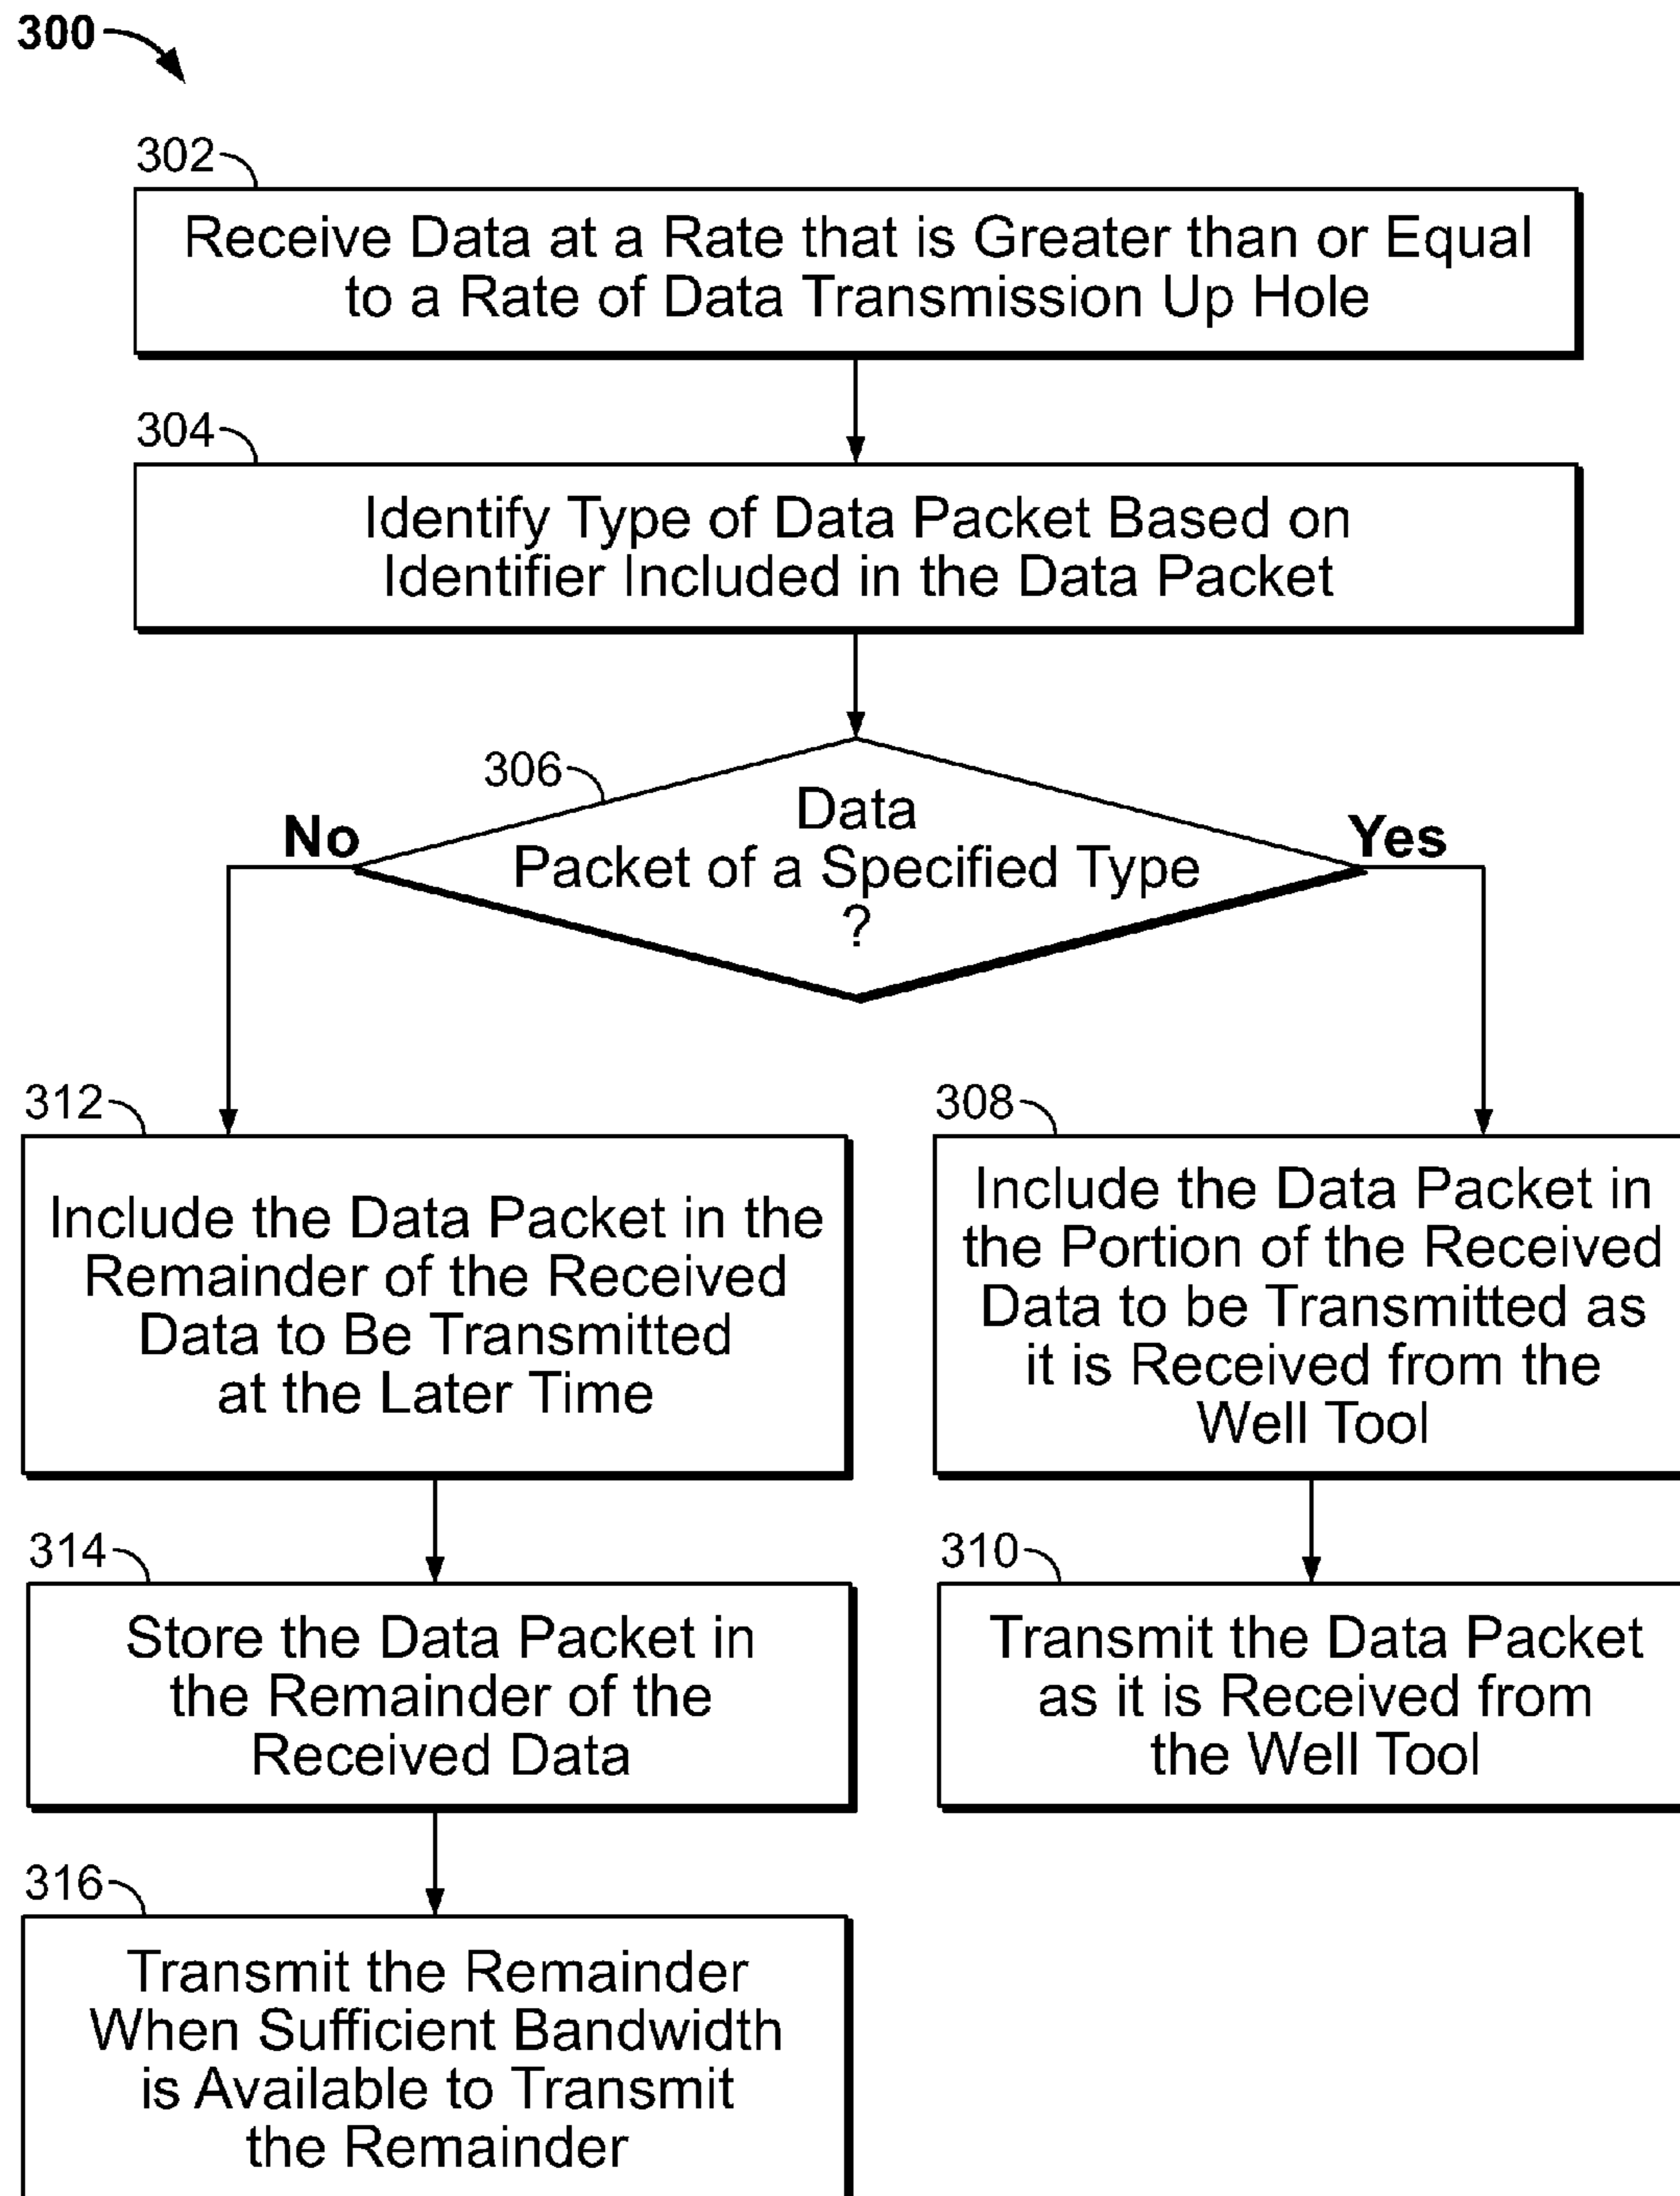 300
302
Receive Data at a Rate that is Greater than or Equal
to a Rate of Data Transmission Up Hole
304
Identify Type of Data Packet Based on
Identifier Included in the Data Packet
306
Data
Packet of a Specified Type
?
No
Yes
312
Include the Data Packet in the
Remainder of the Received
Data to Be Transmitted
at the Later Time
308
Include the Data Packet in
the Portion of the Received
Data to be Transmitted as
it is Received from the
Well Tool
314
Store the Data Packet in
the Remainder of the
Received Data
310
Transmit the Data Packet
as it is Received from
the Well Tool
316
Transmit the Remainder
When Sufficient Bandwidth
is Available to Transmit
the Remainder